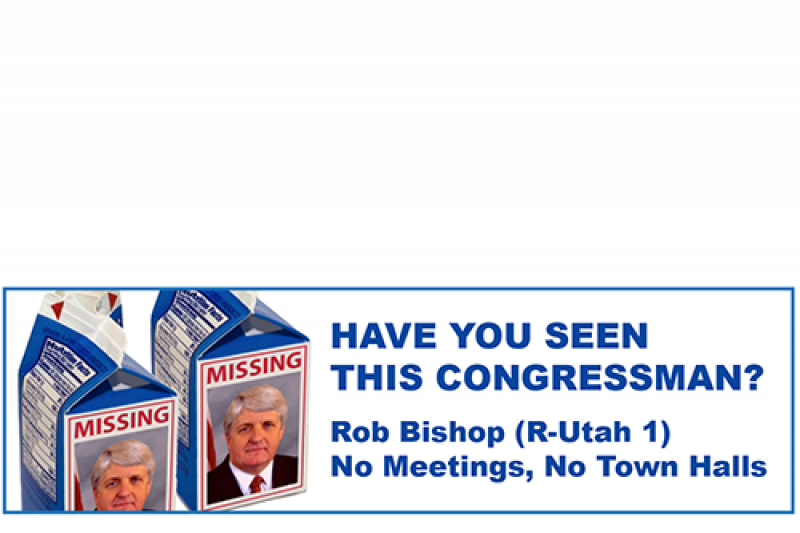 MISSING
MISSING
HAVE YOU SEEN
THIS CONGRESSMAN?
Rob Bishop (R-Utah 1)
No Meetings, No Town Halls